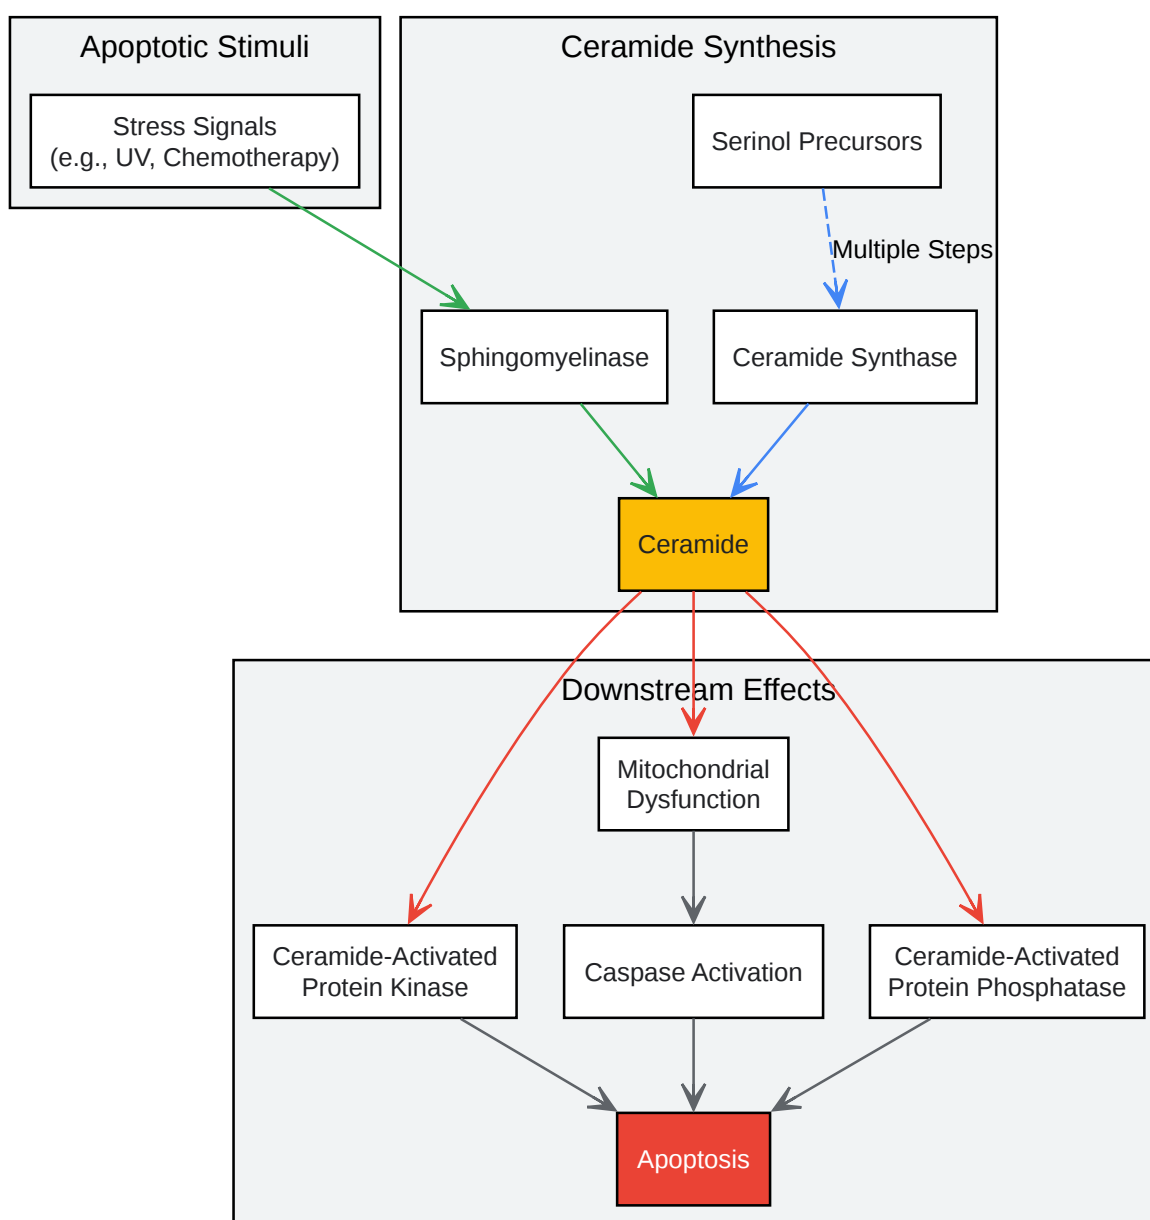 Apoptotic Stimuli
Stress Signals
(e.g., UV, Chemotherapy)
Ceramide Synthesis
Serinol Precursors
Multiple Steps
Sphingomyelinase
Ceramide Synthase
Ceramide
Downstream Effects
Mitochondrial
Dysfunction
Ceramide-Activated
Protein Kinase
Caspase Activation
Ceramide-Activated
Protein Phosphatase
Apoptosis